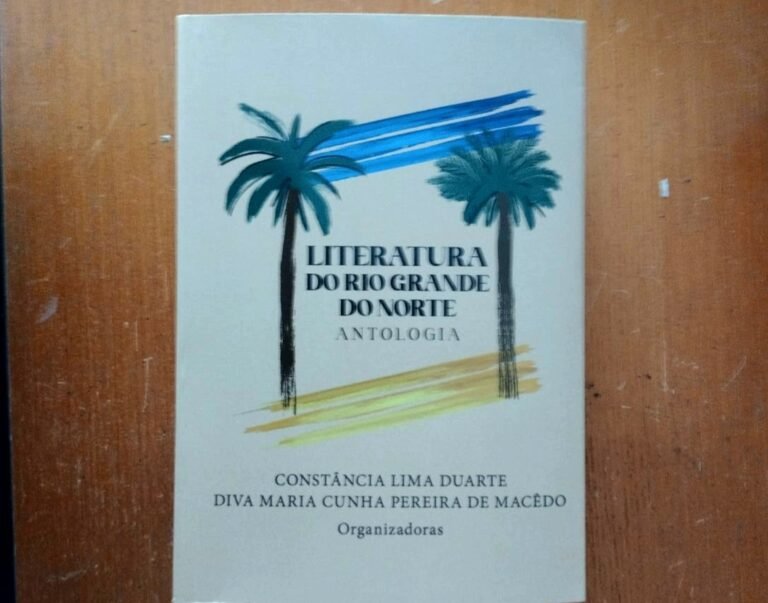 LITERATURA
DO RIO GRANDE
DO NORTE
ANTOLOGIA
CONSTÂNCIA LIMA DUARTE
DIVA MARIA CUNHA PEREIRA DE MACÊDO
Organizadoras